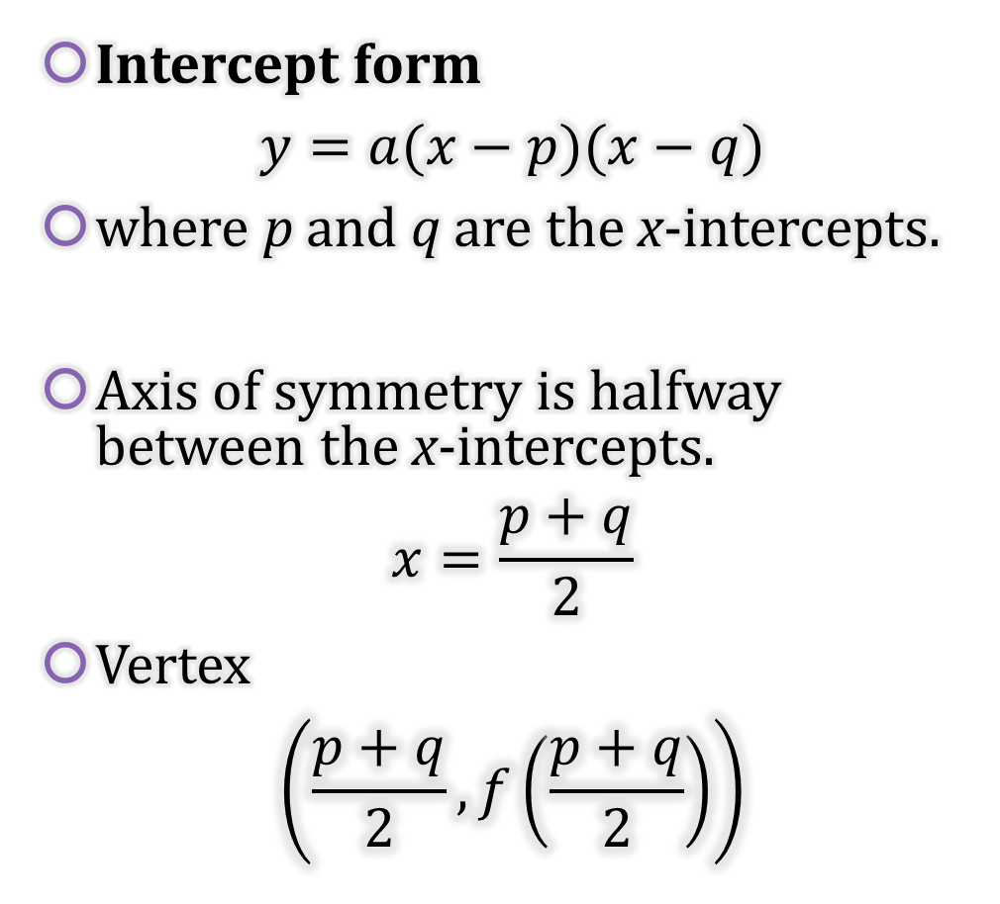 Intercept form
y = a(x − p)(x − q)
where p and q are the x-intercepts.
Axis of symmetry is halfway
between the x-intercepts.
x = \frac{p + q}{2}
Vertex
\left(\frac{p + q}{2}, f\left(\frac{p + q}{2}\right)\right)